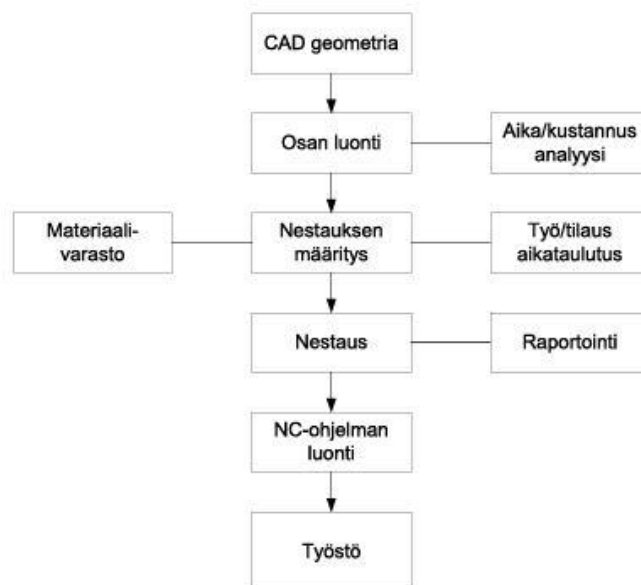 CAD geometria
Osan luonti
Aika/kustannus
analyysi
Materiaali-
varasto
Nestauksen
määritys
Työ/tilaus
aikataulutus
Nestaus
Raportointi
NC-ohjelman
luonti
Työstö